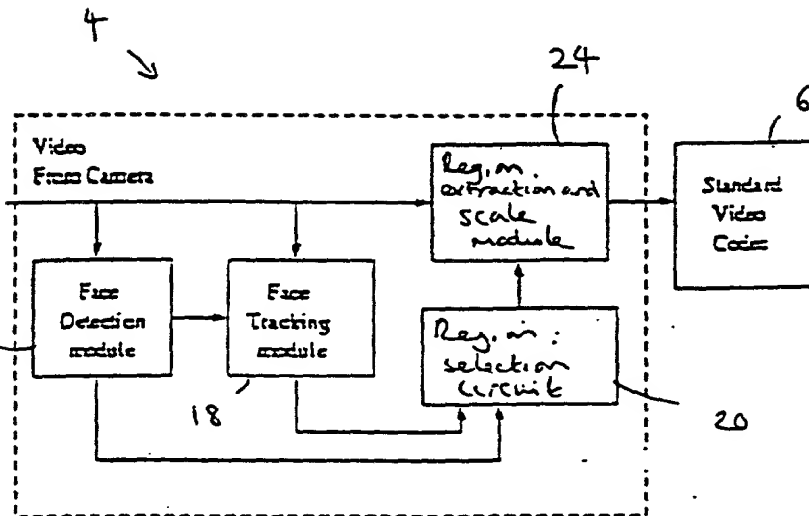 4
24
6
Video
From Camera
Region
extraction and
scale
module
Standard
Video
Codec
Face
Detection
module
Face
Tracking
module
Region
selection
circuit
18
20